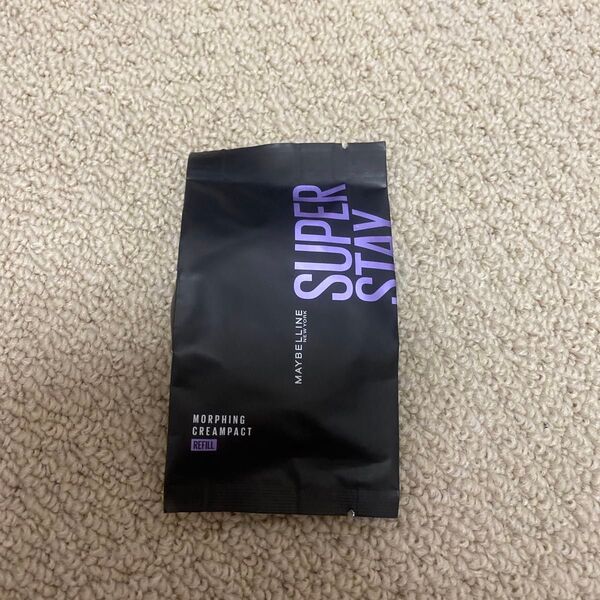 SUPER
STAY
MAYBELLINE
NEW YORK
MORPHING
CREAMPACT
REFILL